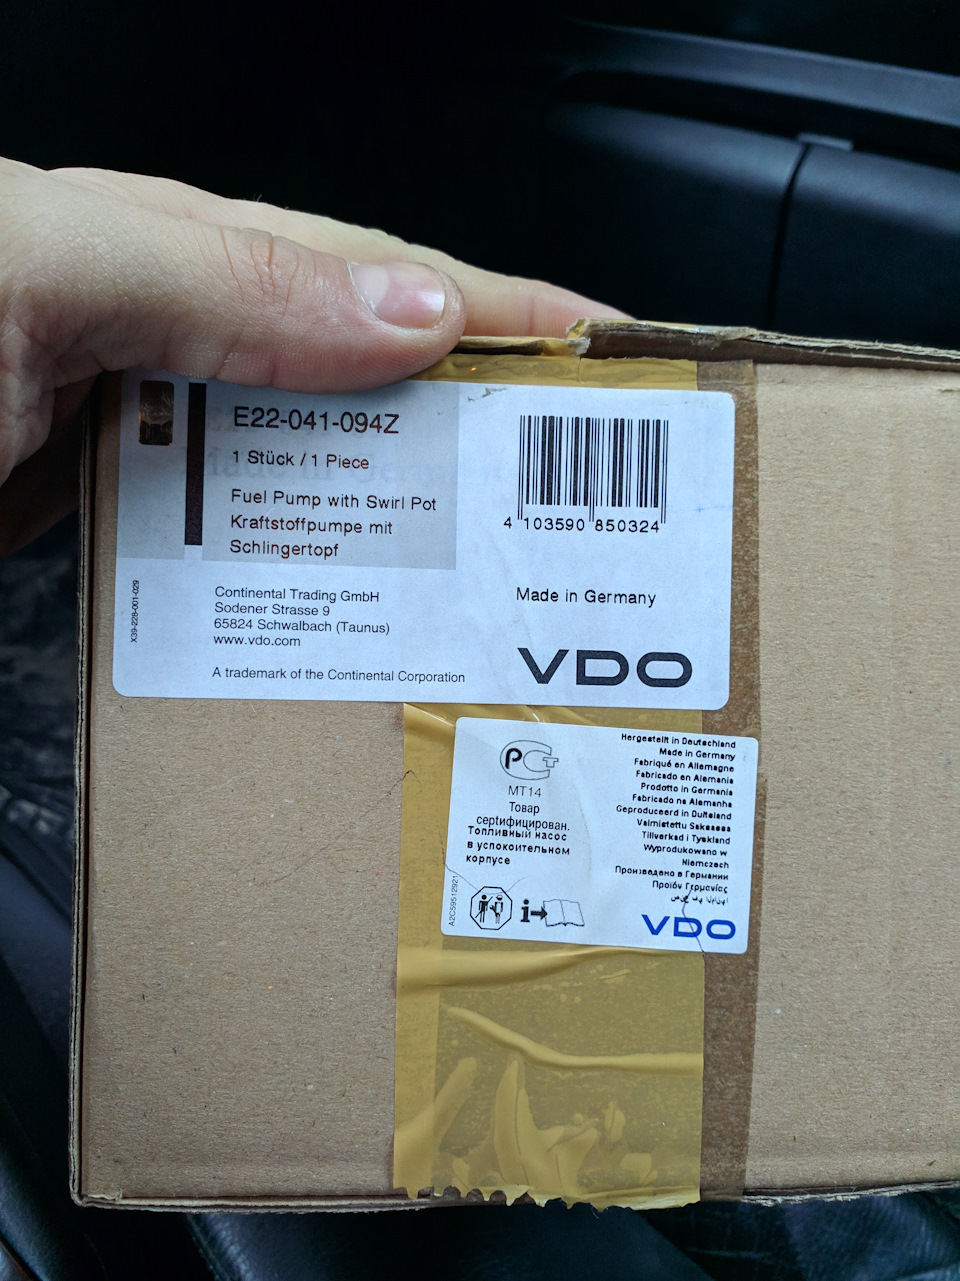 E22-041-094Z
1 Stück / 1 Piece
Fuel Pump with Swirl Pot
Kraftstoffpumpe mit
Schlingertopf
4 103590 850324
X39-228-001-029
Continental Trading GmbH
Sodener Strasse 9
65824 Schwalbach (Taunus)
www.vdo.com
A trademark of the Continental Corporation
Made in Germany
VDO
РСТ
МТ14
Товар
сертифицирован.
Топливный насос
в успокоительном
корпусе
A2C59512921
Hergestellt in Deutschland
Made in Germany
Fabriqué en Allemagne
Fabricado en Alemania
Prodotto in Germania
Fabricado na Alemanha
Geproduceerd in Duitsland
Valmistettu Saksassa
Tillverkad i Tyskland
Wyprodukowano w
Niemczech
Произведено в Германии
Προϊόν Γερμανίας
VDO